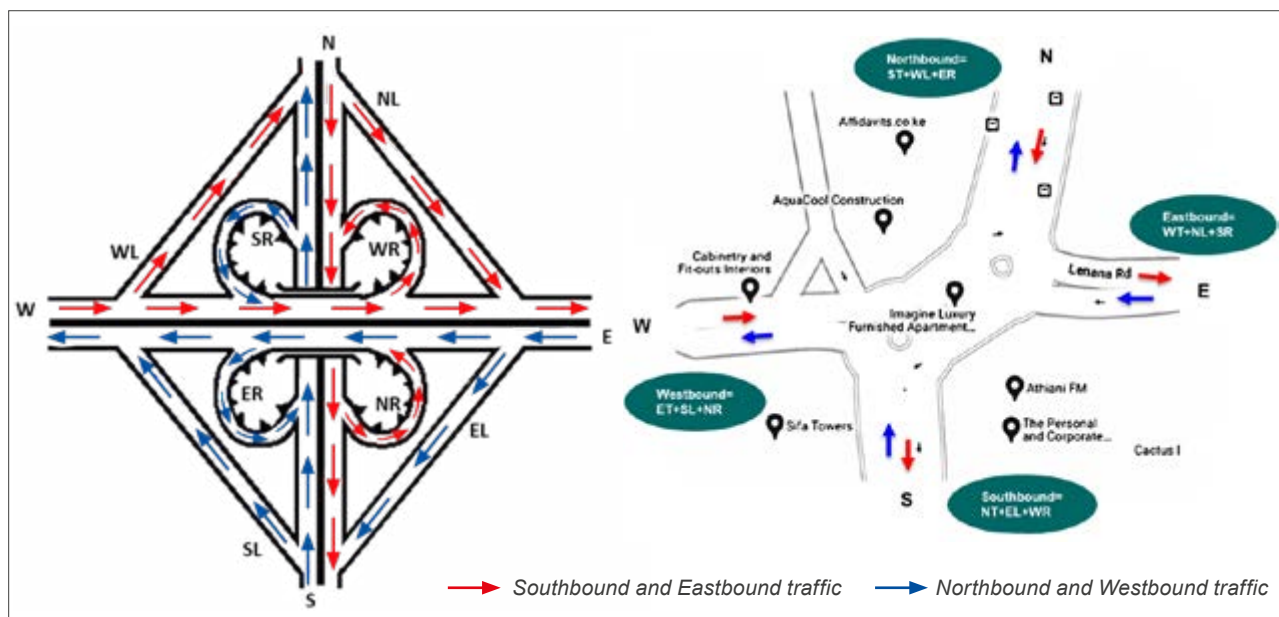 N
NL
WL
SR
WR
W
E
ER
NR
EL
SL
S
Northbound=
ST+WL+ER
N
Affidavits.co.ke
AquaCool Construction
Eastbound=
WT+NL+SR
Cabinetry and
Fit-outs Interiors
Lenana Rd
E
W
Imagine Luxury
Furnished Apartment...
Westbound=
ET+SL+NR
Athiani FM
Sifa Towers
The Personal
and Corporate...
Cactus I
S
Southbound=
NT+EL+WR
Southbound and Eastbound traffic
Northbound and Westbound traffic